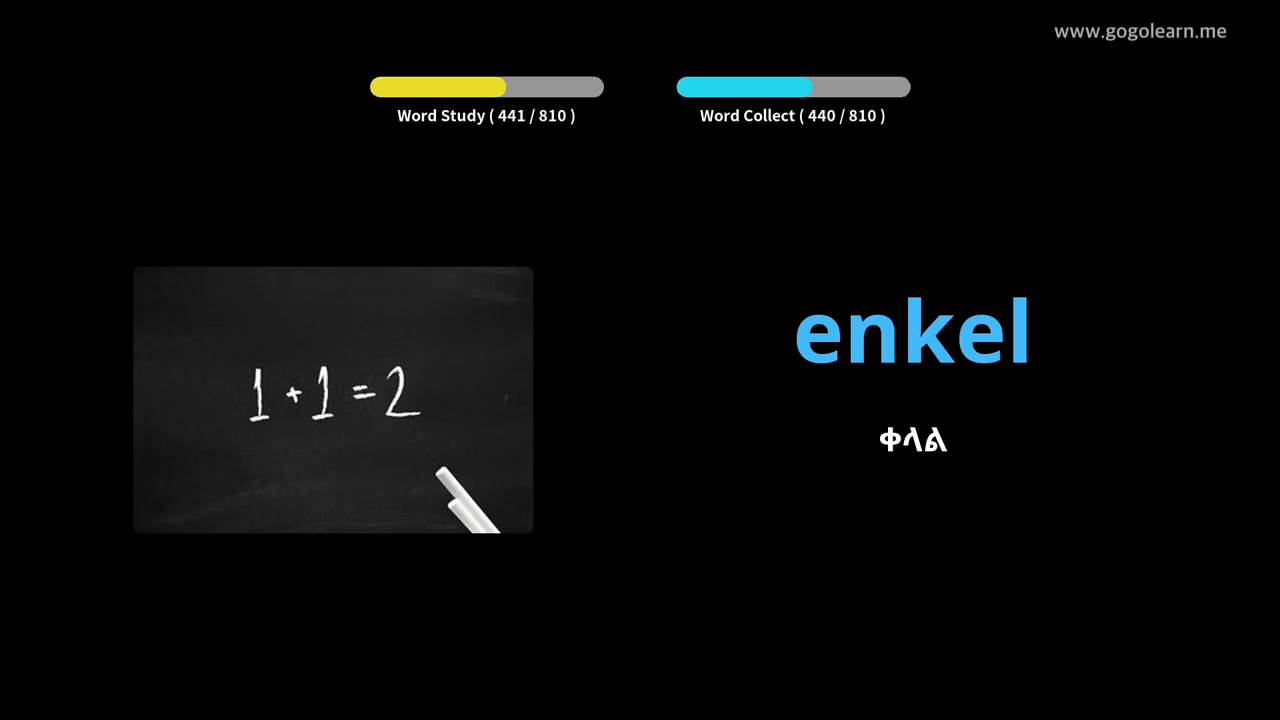 www.gogolearn.me
Word Study ( 441 / 810 )
Word Collect ( 440 / 810 )
1 + 1 = 2
enkel
ቀላል